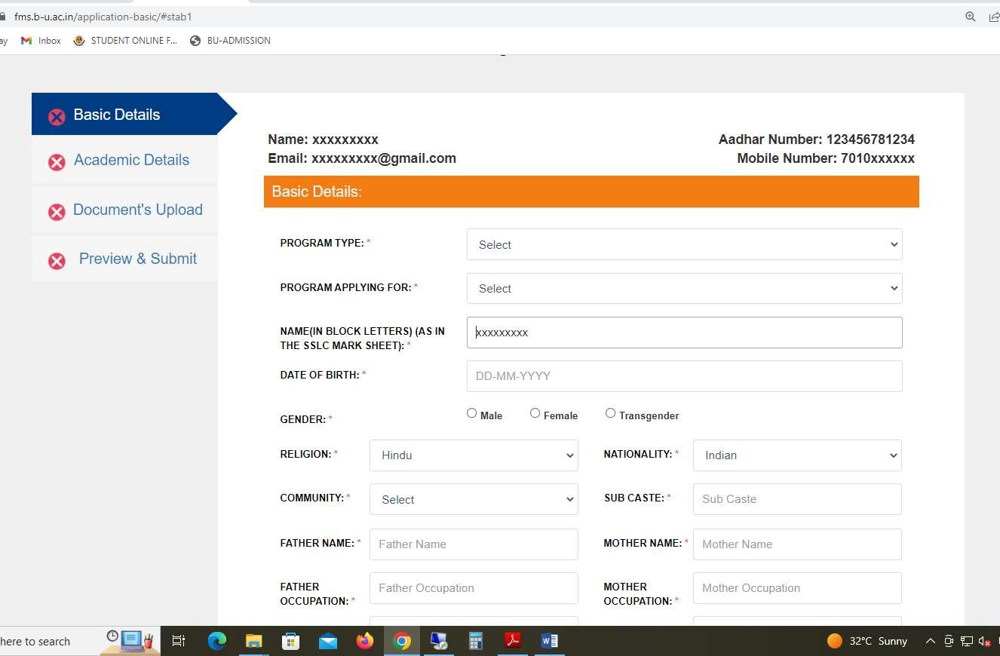 fms.b-u.ac.in/application-basic/#stab1
ay Inbox STUDENT ONLINE F... BU-ADMISSION
Basic Details
Academic Details
Document's Upload
Preview & Submit
Name: xxxxxxxxx Aadhar Number: 123456781234
Email: xxxxxxxxx@gmail.com Mobile Number: 7010xxxxxx
Basic Details:
PROGRAM TYPE: * Select
PROGRAM APPLYING FOR: * Select
NAME(IN BLOCK LETTERS) (AS IN
THE SSLC MARK SHEET): * xxxxxxxxx
DATE OF BIRTH: * DD-MM-YYYY
GENDER: * Male Female Transgender
RELIGION: * Hindu NATIONALITY: * Indian
COMMUNITY: * Select SUB CASTE: * Sub Caste
FATHER NAME: * Father Name MOTHER NAME: * Mother Name
FATHER
OCCUPATION: * Father Occupation MOTHER
OCCUPATION: * Mother Occupation
here to search 32°C Sunny